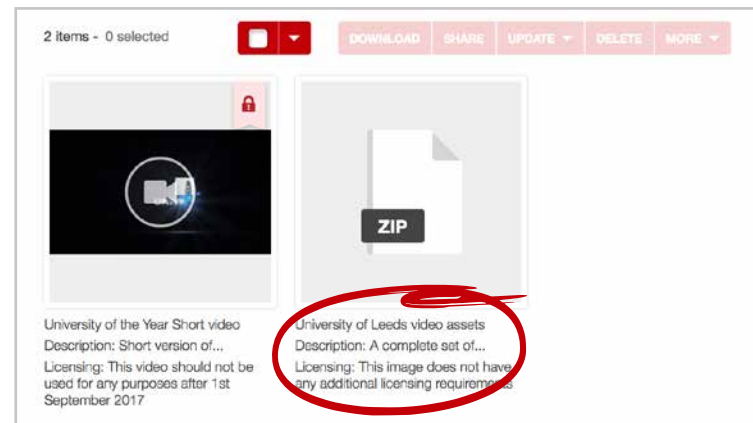 2 items - 0 selected
DOWNLOAD SHARE UPDATE DELETE MORE
ZIP
University of the Year Short video
Description: Short version of...
Licensing: This video should not be
used for any purposes after 1st
September 2017
University of Leeds video assets
Description: A complete set of...
Licensing: This image does not have
any additional licensing requirements